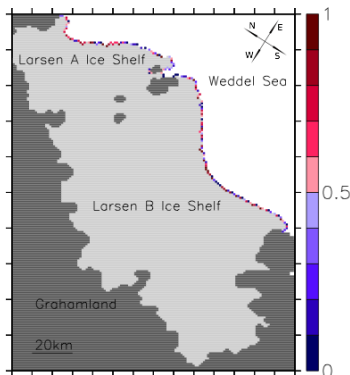 1
N
E
Larsen A Ice Shelf
W
S
Weddel Sea
0.5
Larsen B Ice Shelf
Grahamland
20km
0